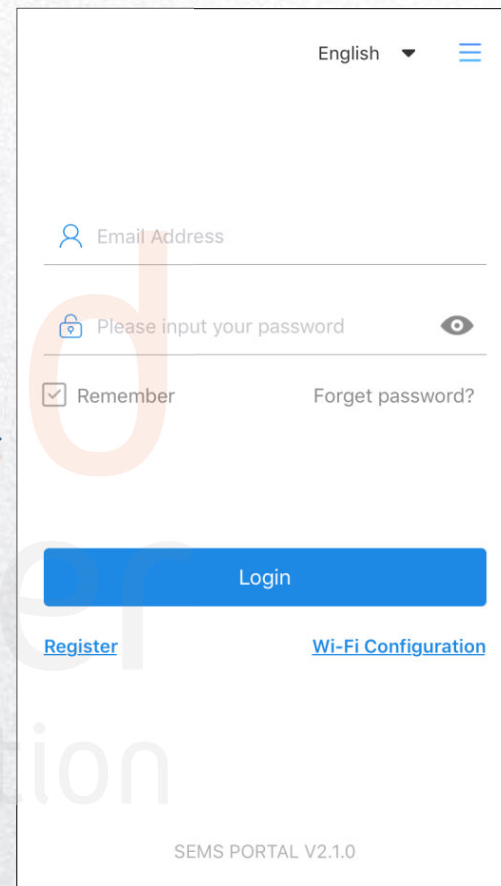 English
Email Address
Please input your password
Remember Forget password?
Login
Register Wi-Fi Configuration
SEMS PORTAL V2.1.0